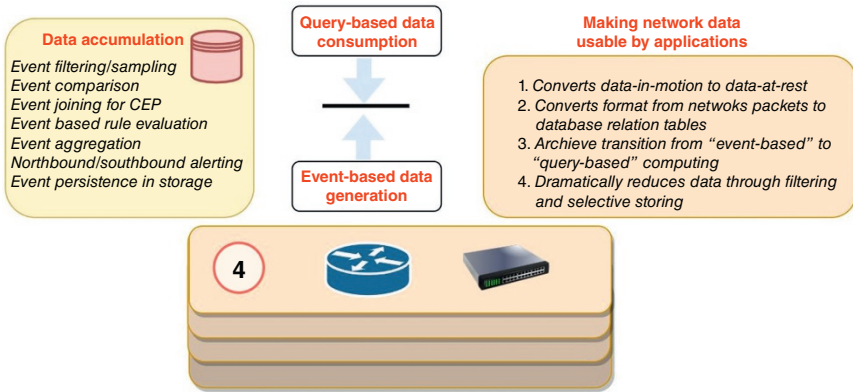 Data accumulation
Event filtering/sampling
Event comparison
Event joining for CEP
Event based rule evaluation
Event aggregation
Northbound/southbound alerting
Event persistence in storage
Query-based data
consumption
Event-based data
generation
Making network data
usable by applications
1. Converts data-in-motion to data-at-rest
2. Converts format from netwoks packets to
database relation tables
3. Archieve transition from “event-based” to
“query-based” computing
4. Dramatically reduces data through filtering
and selective storing
4